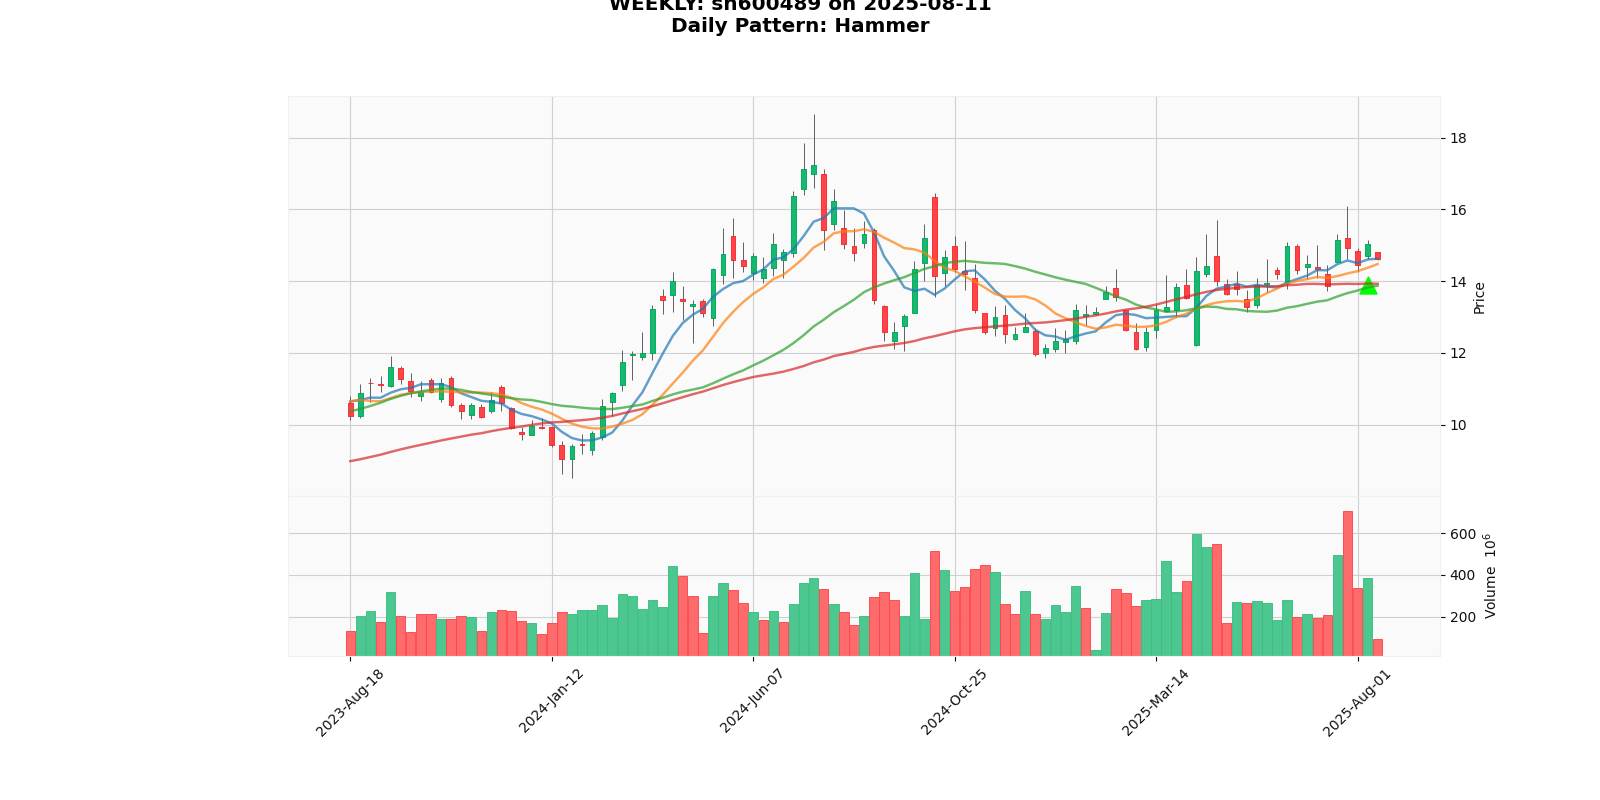 WEEKLY: sh600489 on 2025-08-11
Daily Pattern: Hammer
18
16
14
12
10
Price
600
400
200
Volume 10^6
2023-Aug-18
2024-Jan-12
2024-Jun-07
2024-Oct-25
2025-Mar-14
2025-Aug-01